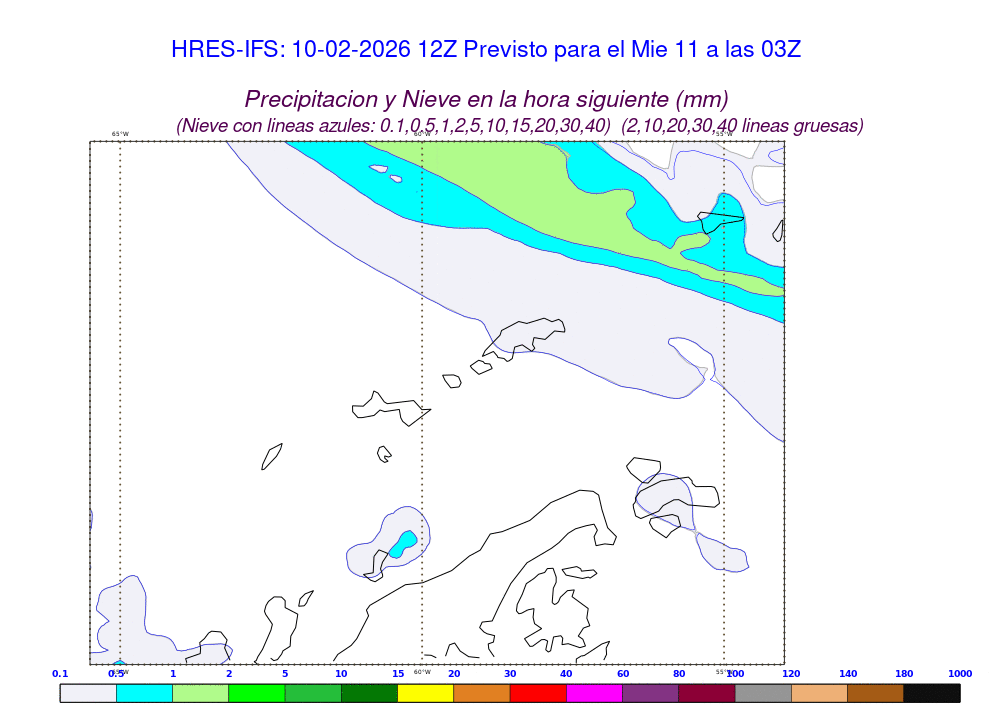 HRES-IFS: 10-02-2026 12Z Previsto para el Mie 11 a las 03Z
Precipitacion y Nieve en la hora siguiente (mm)
(Nieve con lineas azules: 0.1,0.5,1,2,5,10,15,20,30,40) (2,10,20,30,40 lineas gruesas)
65°W 60°W 55°W
65°W 60°W 55°W
0.1 0.5 1 2 5 10 15 20 30 40 60 80 100 120 140 180 1000